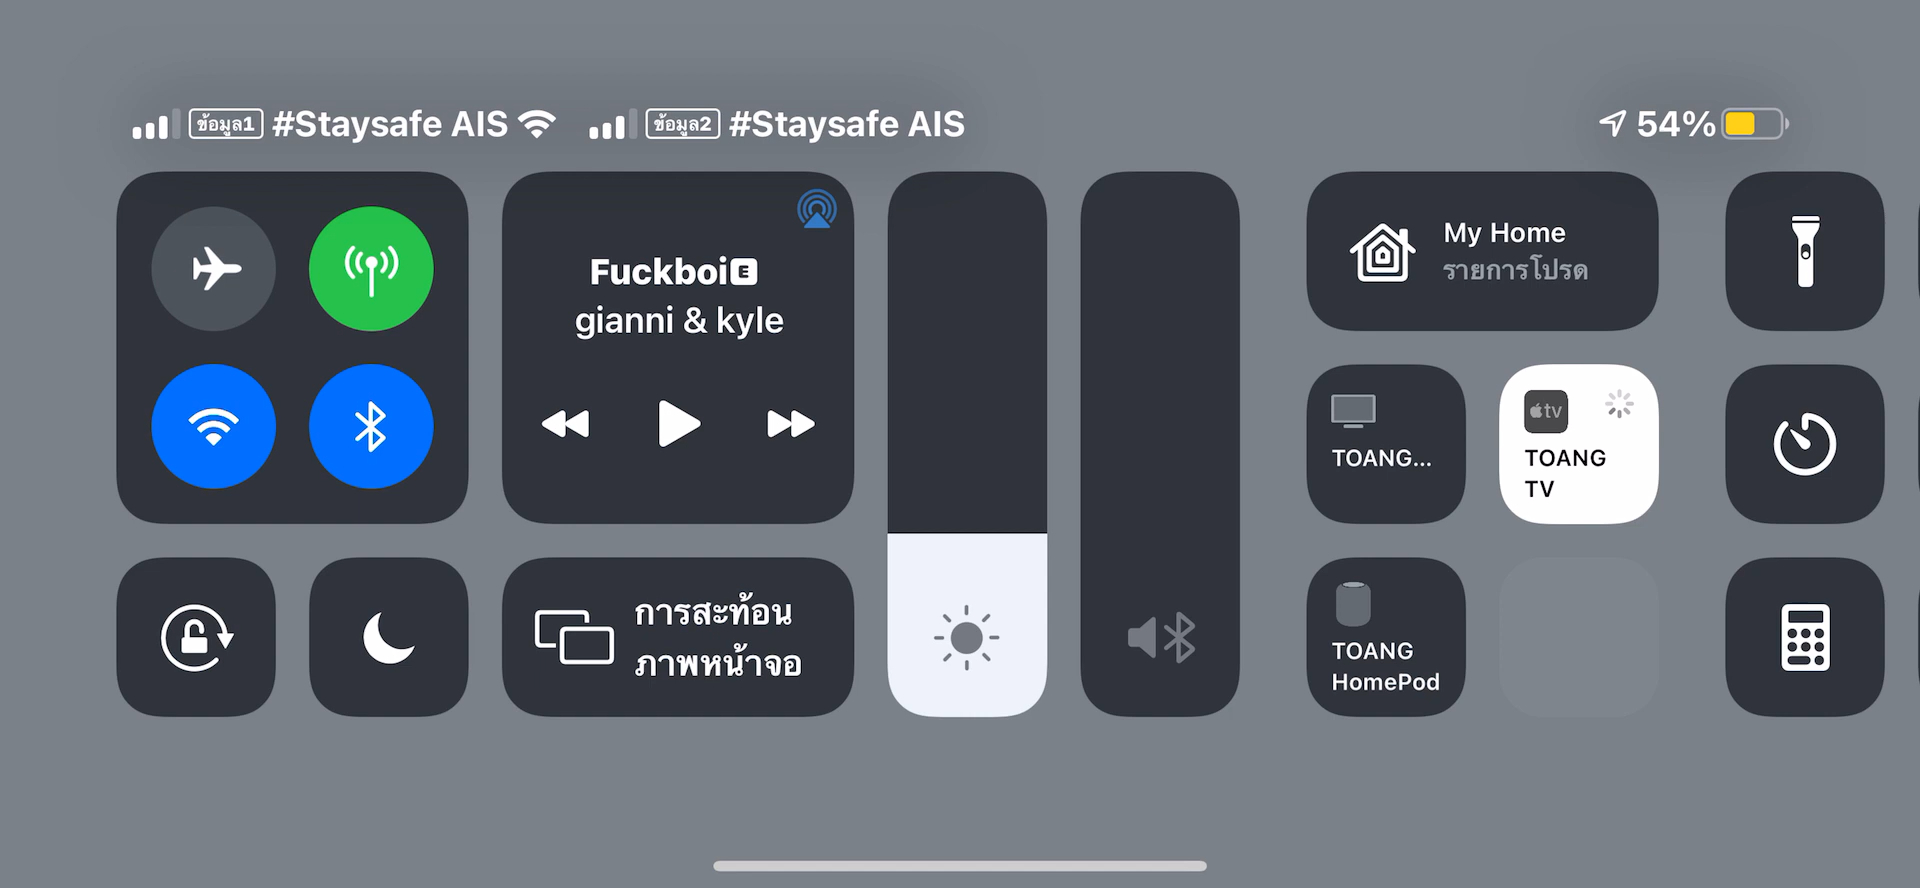 ข้อมูล1 #Staysafe AIS ข้อมูล2 #Staysafe AIS 54%
Fuckboi E
gianni & kyle
การสะท้อน
ภาพหน้าจอ
My Home
รายการโปรด
TOANG...
tv
TOANG
TV
TOANG
HomePod